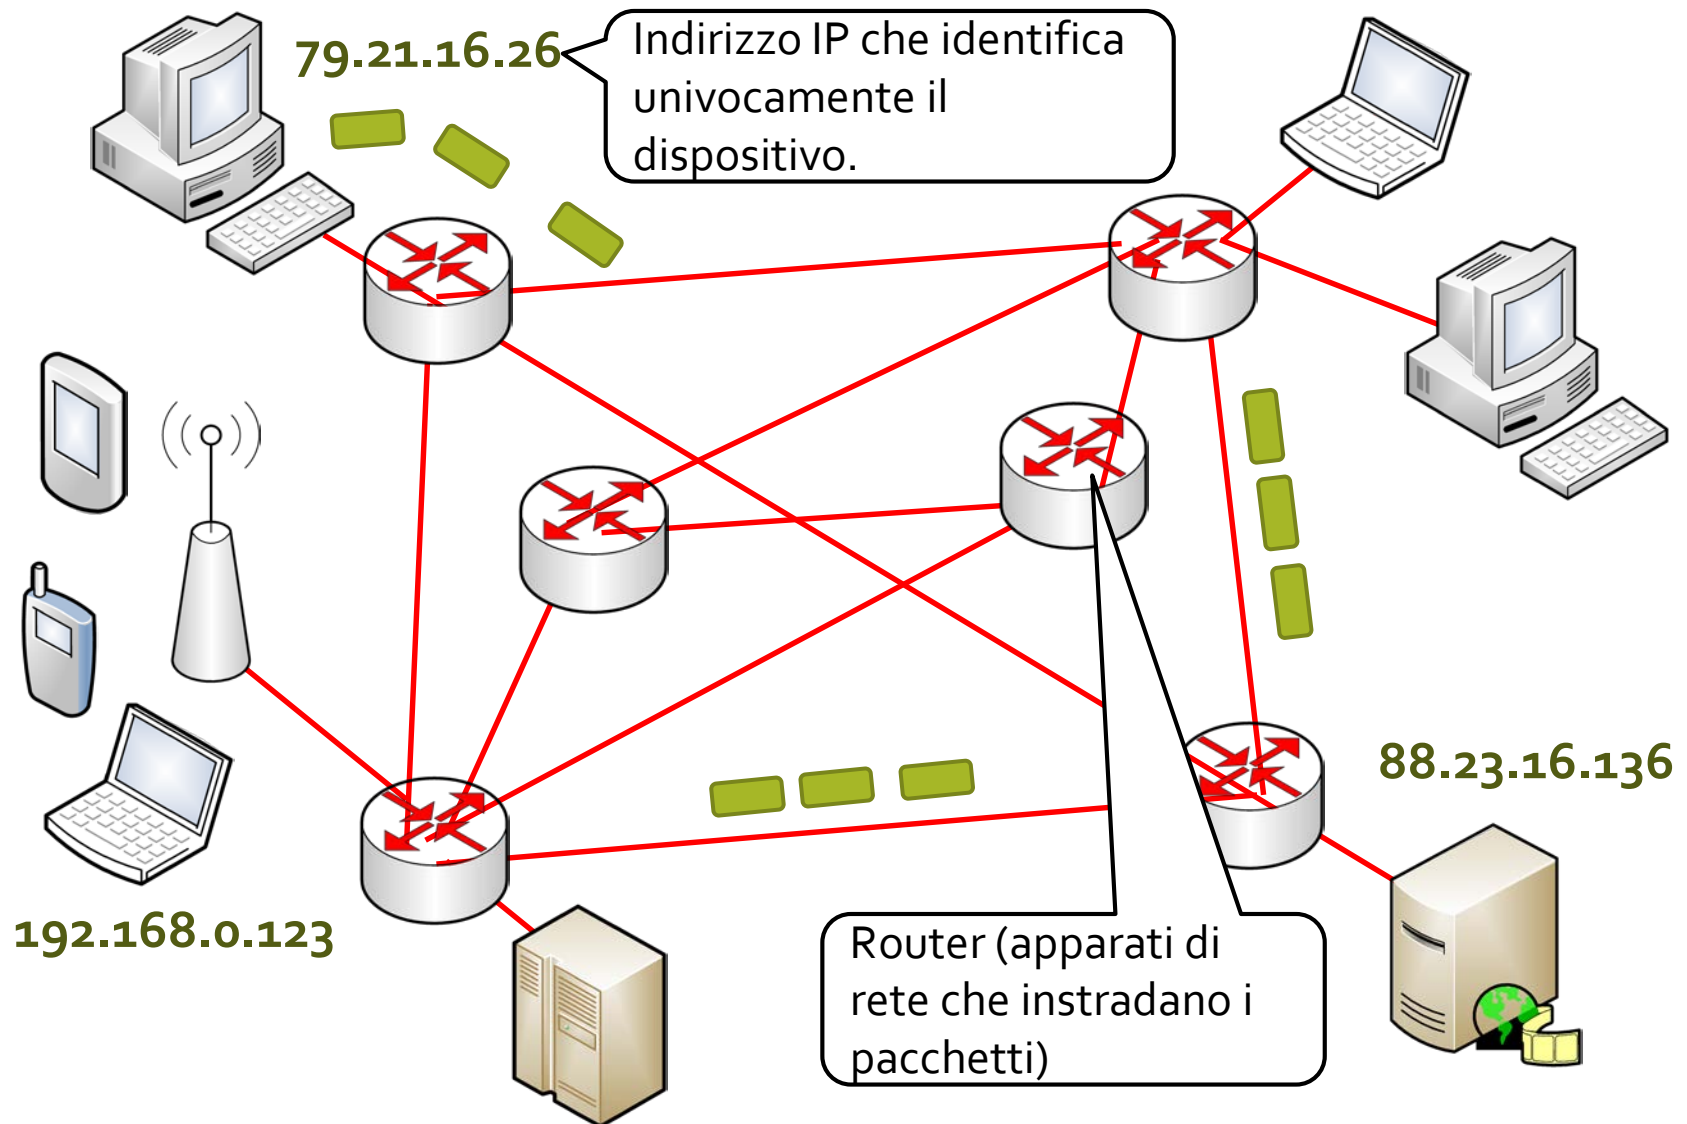 79.21.16.26
Indirizzo IP che identifica
univocamente il
dispositivo.
88.23.16.136
192.168.0.123
Router (apparati di
rete che instradano i
pacchetti)